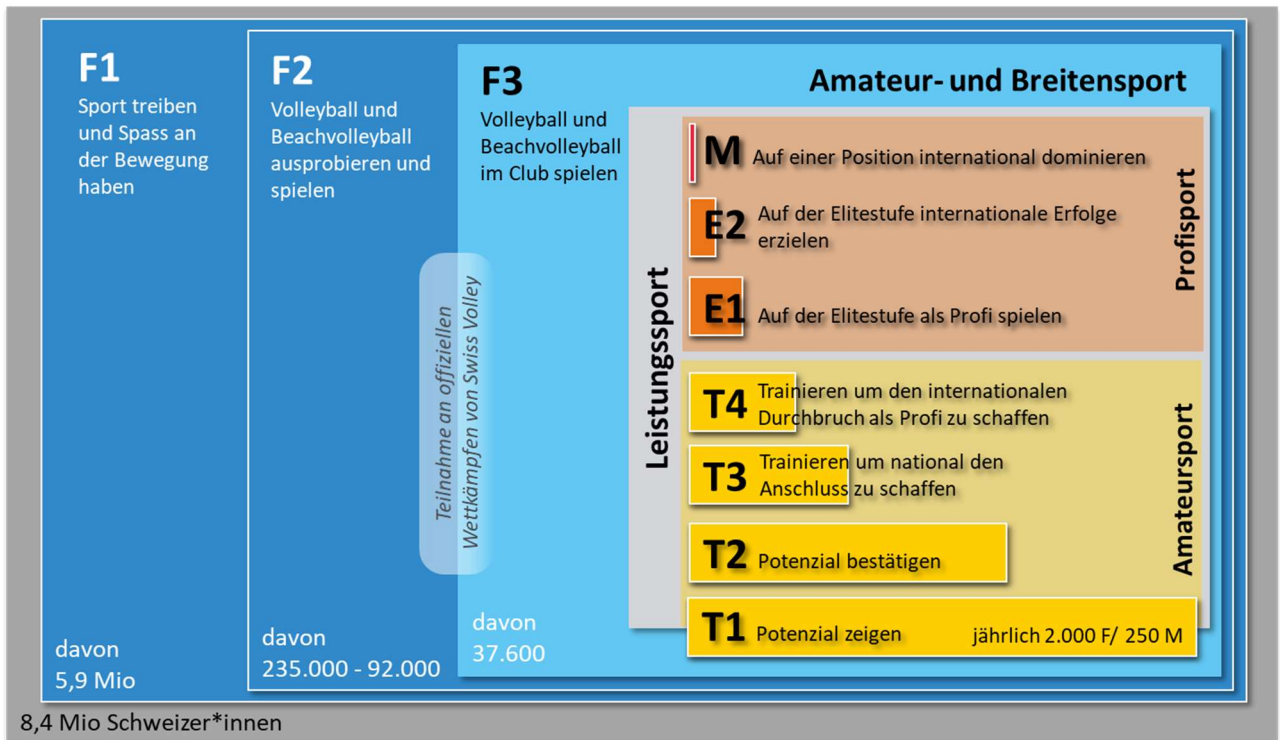 F1
Sport treiben
und Spass an
der Bewegung
haben
davon
5,9 Mio
F2
Volleyball und
Beachvolleyball
ausprobieren und
spielen
davon
235.000 - 92.000
Teilnahme an offiziellen
Wettkämpfen von Swiss Volley
F3
Volleyball und
Beachvolleyball
im Club spielen
davon
37.600
Amateur- und Breitensport
Leistungssport
M Auf einer Position international dominieren
E2 Auf der Elitestufe internationale Erfolge
erzielen
E1 Auf der Elitestufe als Profi spielen
Profisport
T4 Trainieren um den internationalen
Durchbruch als Profi zu schaffen
T3 Trainieren um national den
Anschluss zu schaffen
T2 Potenzial bestätigen
T1 Potenzial zeigen jährlich 2.000 F/ 250 M
Amateursport
8,4 Mio Schweizer*innen